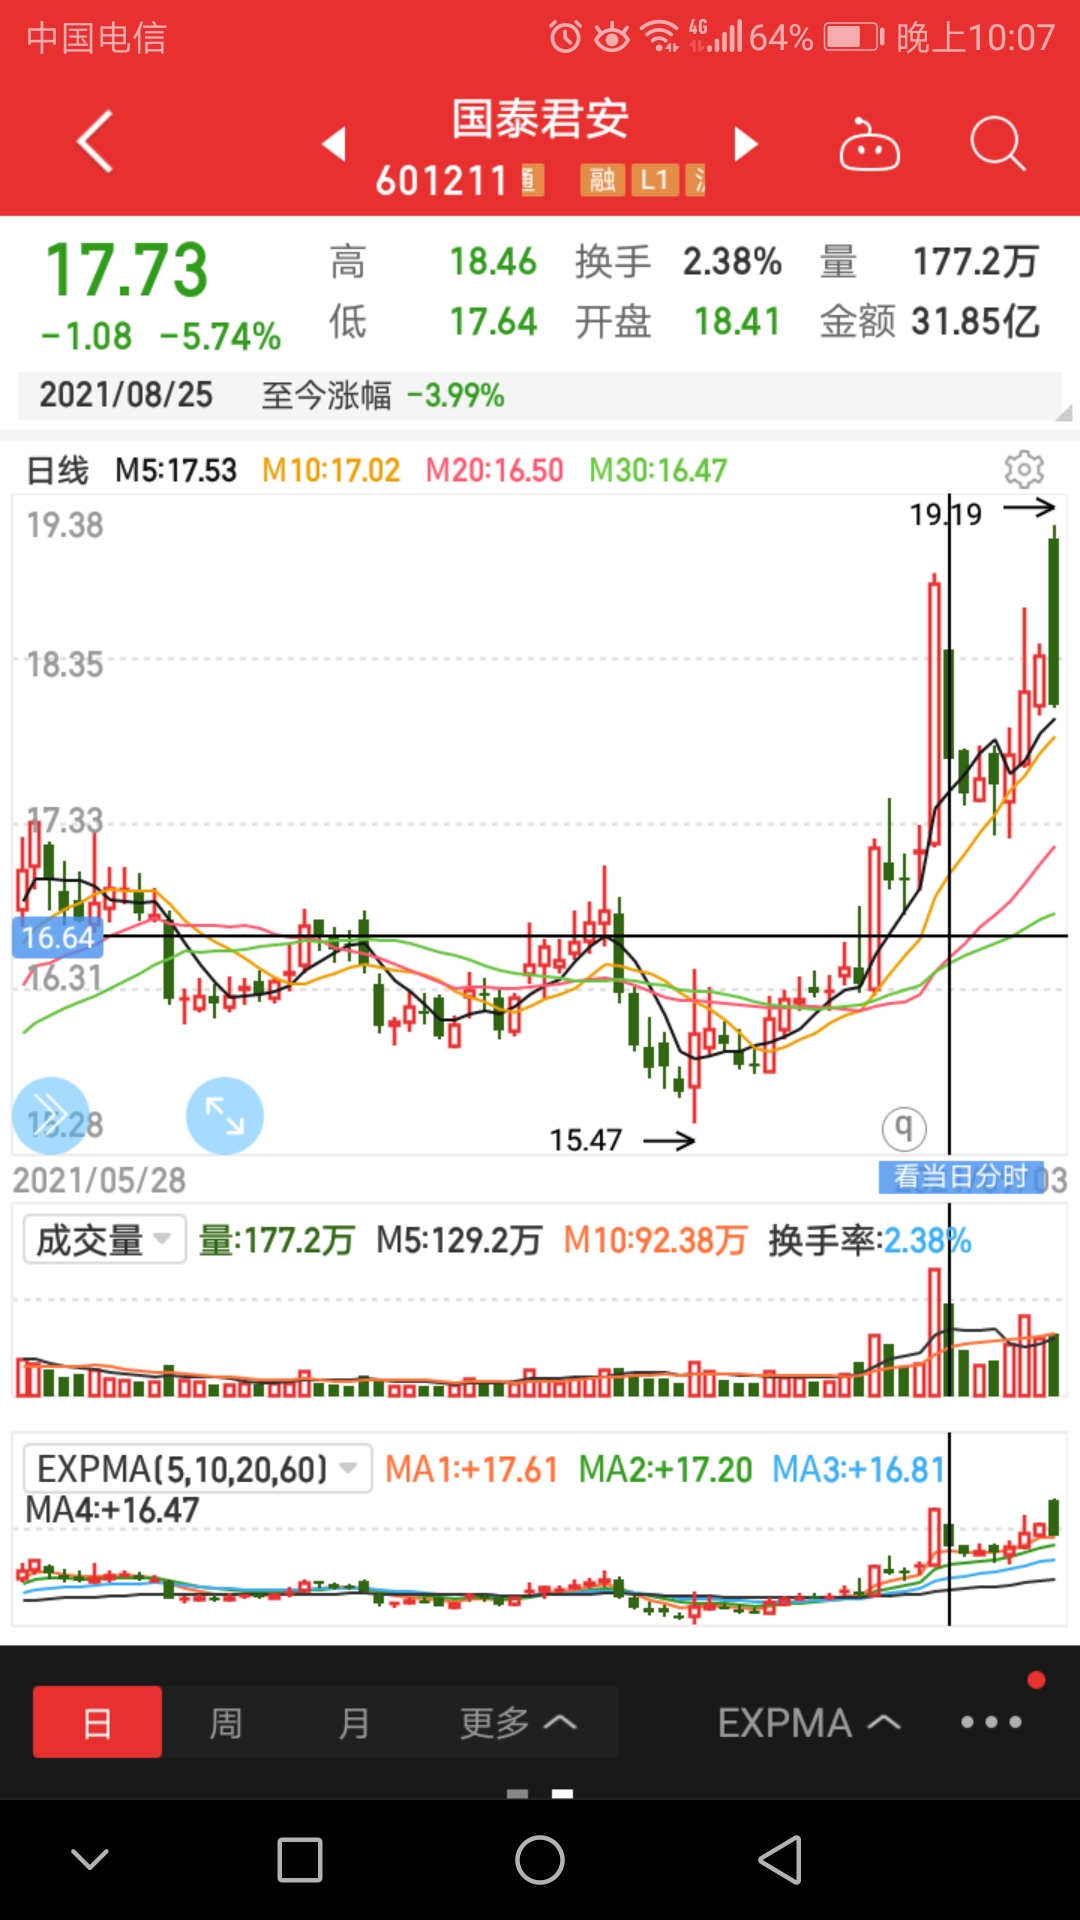 中国电信 4G 64% 晚上10:07
国泰君安
601211 通 融 L1
17.73 高 18.46 换手 2.38% 量 177.2万
-1.08 -5.74% 低 17.64 开盘 18.41 金额 31.85亿
2021/08/25 至今涨幅 -3.99%
日线 M5:17.53 M10:17.02 M20:16.50 M30:16.47
19.19
19.38
18.35
17.33
16.64
16.31
15.28
15.47
q
2021/05/28 看当日分时 03
成交量 量:177.2万 M5:129.2万 M10:92.38万 换手率:2.38%
EXPMA(5,10,20,60) MA1:+17.61 MA2:+17.20 MA3:+16.81
MA4:+16.47
日 周 月 更多 EXPMA